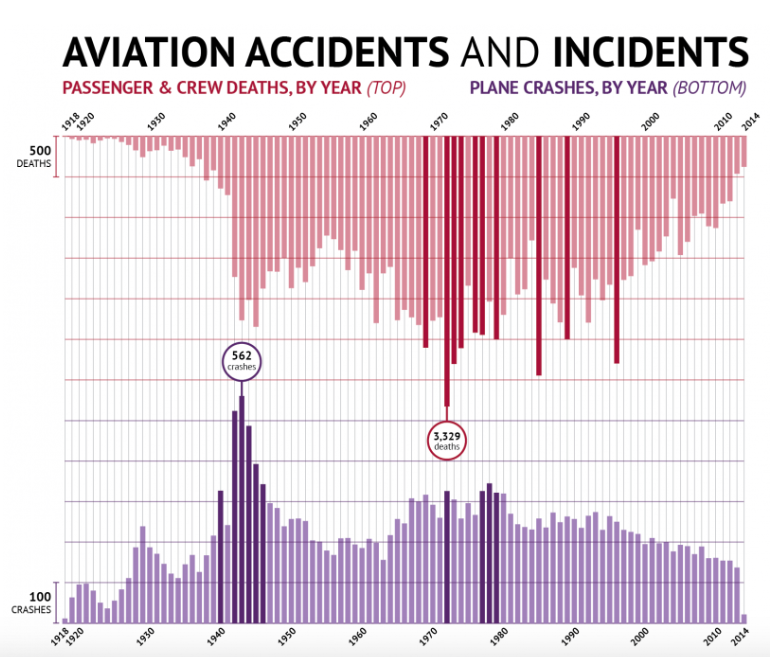 AVIATION ACCIDENTS AND INCIDENTS
PASSENGER & CREW DEATHS, BY YEAR (TOP) PLANE CRASHES, BY YEAR (BOTTOM)
1918 1920 1930 1940 1950 1960 1970 1980 1990 2000 2010 2014
500
DEATHS
562
crashes
3,329
deaths
100
CRASHES
1918 1920 1930 1940 1950 1960 1970 1980 1990 2000 2010 2014